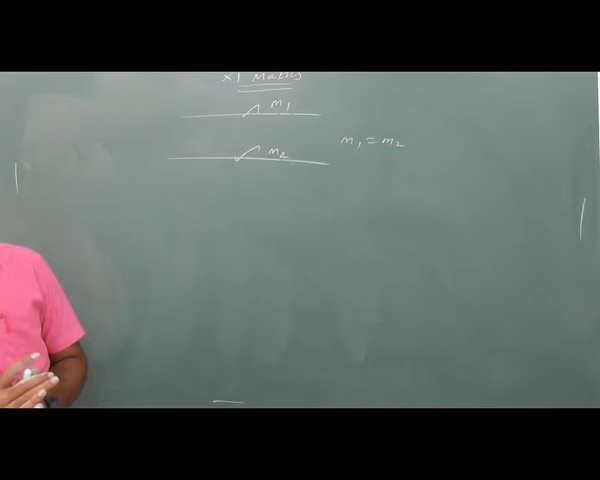 XI Maths
m₁
m₂
m₁ = m₂